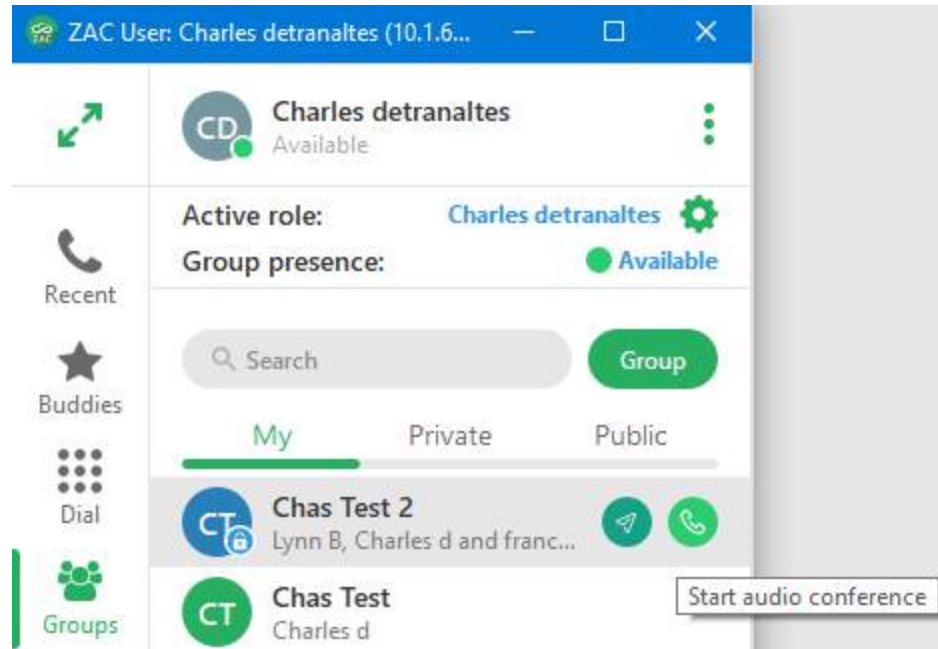 ZAC User: Charles detranaltes (10.1.6...
CD
Charles detranaltes
Available
Active role: Charles detranaltes
Group presence: Available
Recent
Search
Group
Buddies
My Private Public
Dial
CT
Chas Test 2
Lynn B, Charles d and franc...
Start audio conference
Groups
CT
Chas Test
Charles d